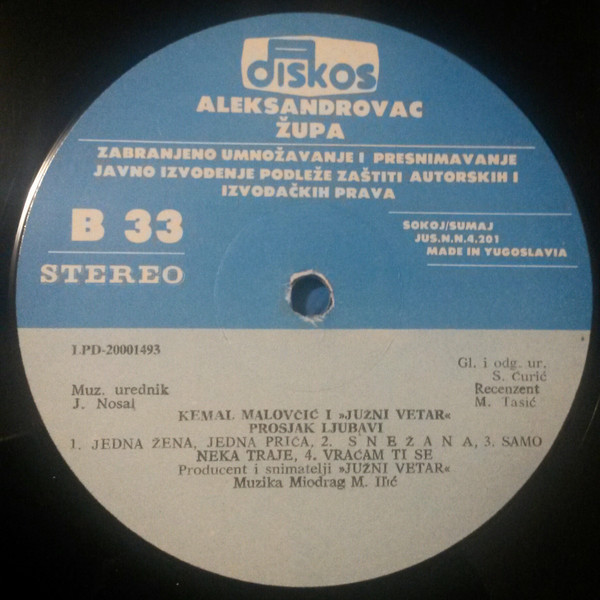 DISKOS
ALEKSANDROVAC
ŽUPA
ZABRANJENO UMNOŽAVANJE I PRESNIMAVANJE
JAVNO IZVOĐENJE PODLEŽE ZAŠTITI AUTORSKIH I
IZVOĐAČKIH PRAVA
B 33
STEREO
SOKOJ/SUMAJ
JUS.N.N.4.201
MADE IN YUGOSLAVIA
LPD-20001493
Muz. urednik
J. Nosal
Gl. i odg. ur.
S. Ćurić
Recenzent
M. Tasić
KEMAL MALOVČIĆ I »JUŽNI VETAR«
PROSJAK LJUBAVI
1. JEDNA ŽENA, JEDNA PRIČA, 2. SNEŽANA, 3. SAMO
NEKA TRAJE, 4. VRAĆAM TI SE
Producent i snimatelji »JUŽNI VETAR«
Muzika Miodrag M. Ilić